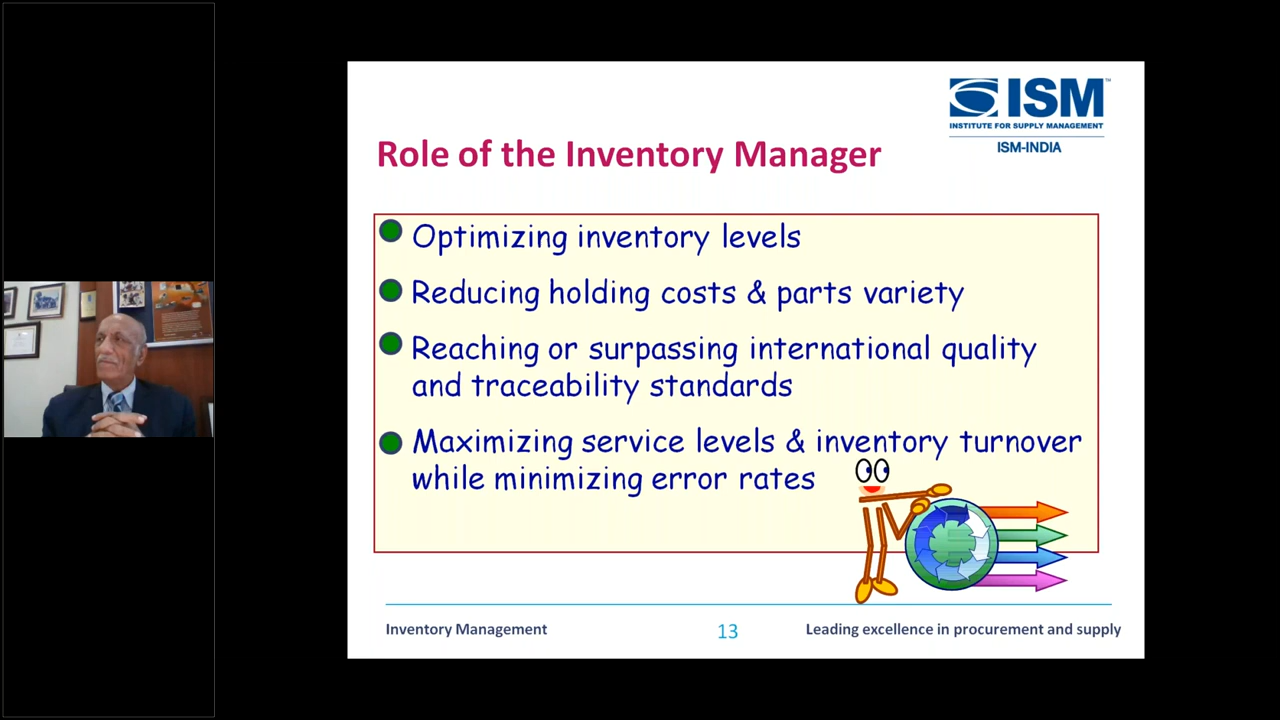 ISM™
INSTITUTE FOR SUPPLY MANAGEMENT
ISM-INDIA
Role of the Inventory Manager
Optimizing inventory levels
Reducing holding costs & parts variety
Reaching or surpassing international quality
and traceability standards
Maximizing service levels & inventory turnover
while minimizing error rates
Inventory Management
13
Leading excellence in procurement and supply